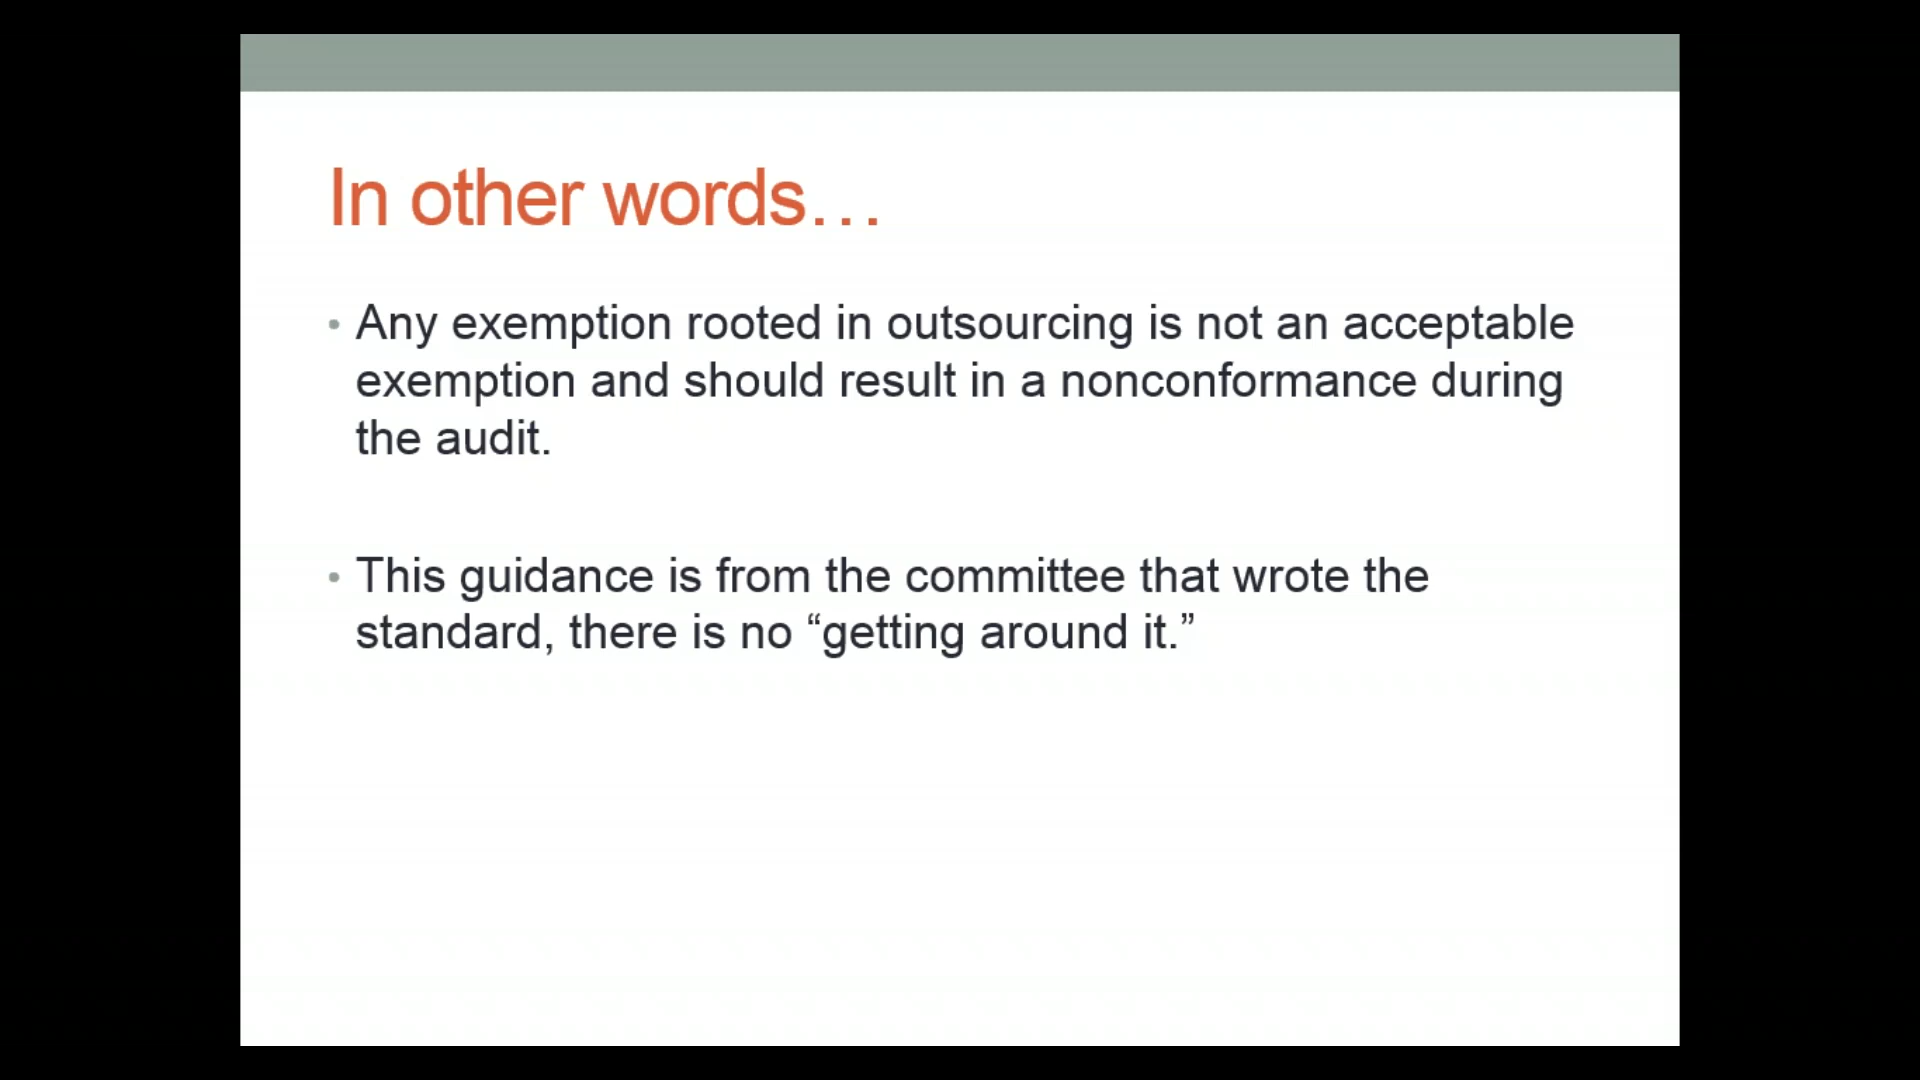 In other words…
• Any exemption rooted in outsourcing is not an acceptable
exemption and should result in a nonconformance during
the audit.
• This guidance is from the committee that wrote the
standard, there is no “getting around it.”